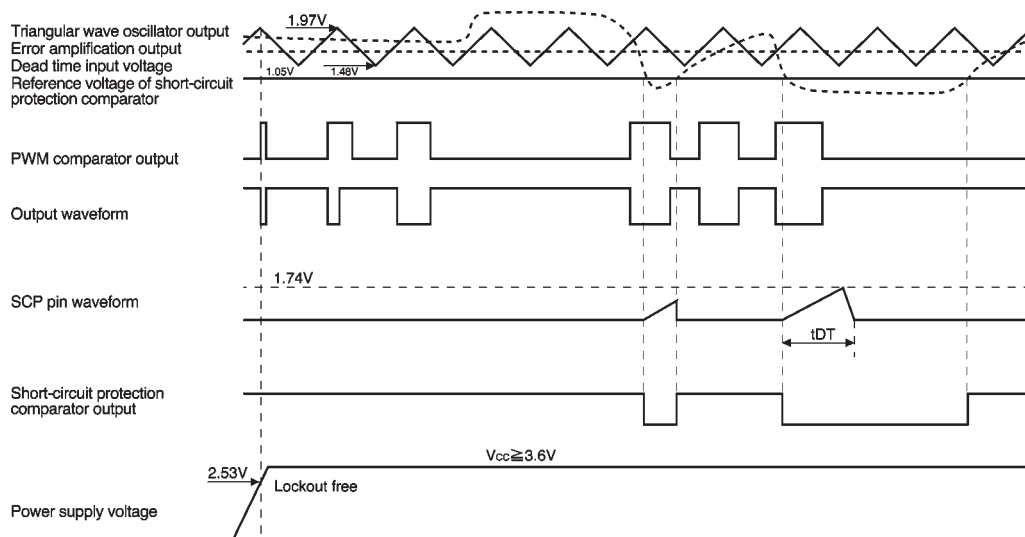 Triangular wave oscillator output
1.97V
Error amplification output
Dead time input voltage
1.05V
1.48V
Reference voltage of short-circuit
protection comparator
PWM comparator output
Output waveform
1.74V
SCP pin waveform
tDT
Short-circuit protection
comparator output
Vcc≧3.6V
2.53V
Lockout free
Power supply voltage